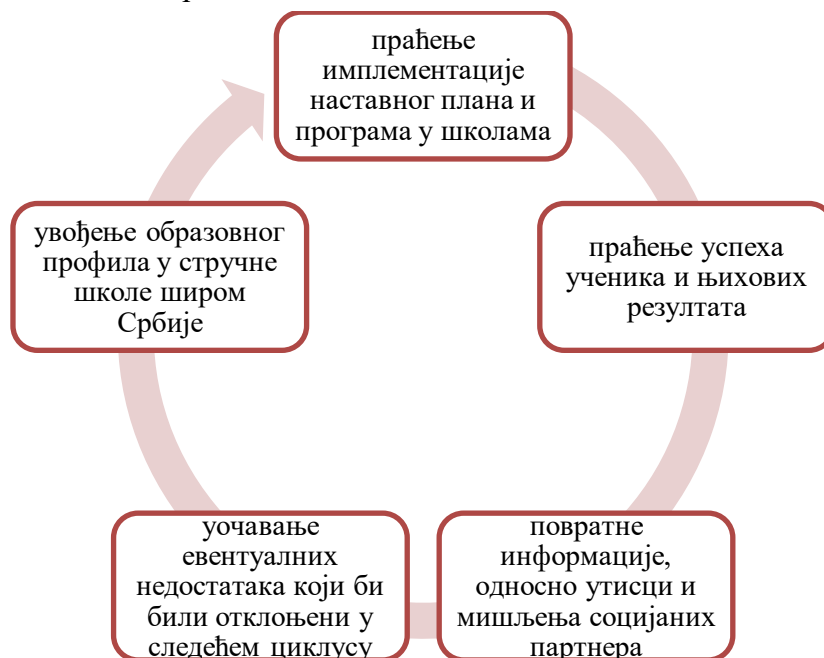 праћење
имплементације
наставног плана и
програма у школама
праћење успеха
ученика и њихових
резултата
повратне
информације,
односно утисци и
мишљења социјаних
партнера
уочавање
евентуалних
недостатака који би
били отклоњени у
следећем циклусу
увођење образовног
профила у стручне
школе широм
Србије